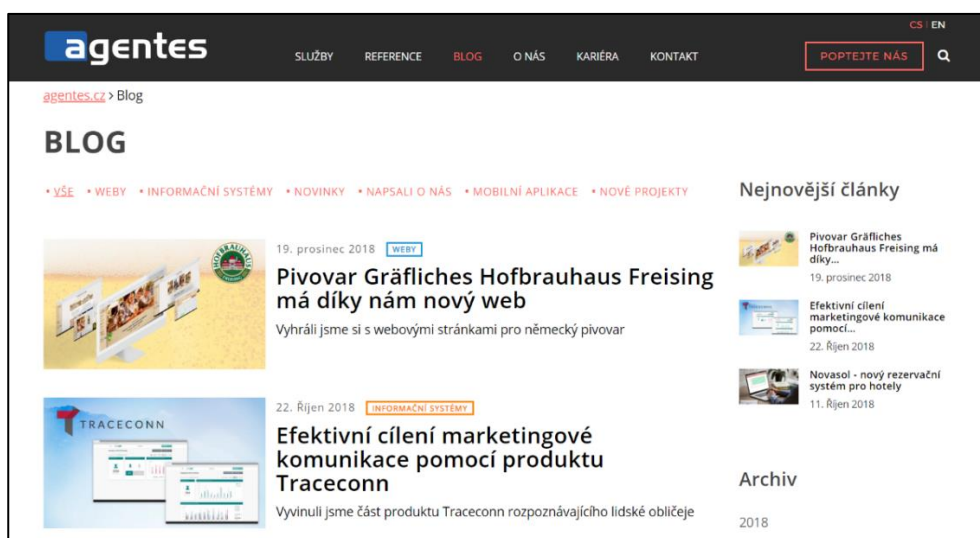 CS | EN
agentes
SLUŽBY REFERENCE BLOG O NÁS KARIÉRA KONTAKT
POPTEJTE NÁS
agentes.cz > Blog
BLOG
• VŠE • WEBY • INFORMAČNÍ SYSTÉMY • NOVINKY • NAPSALI O NÁS • MOBILNÍ APLIKACE • NOVÉ PROJEKTY
HOFBRAUHAUS
19. prosinec 2018 WEBY
Pivovar Gräfliches Hofbrauhaus Freising
má díky nám nový web
Vyhráli jsme si s webovými stránkami pro německý pivovar
TRACECONN
22. Říjen 2018 INFORMAČNÍ SYSTÉMY
Efektivní cílení marketingové
komunikace pomocí produktu
Traceconn
Vyvinuli jsme část produktu Traceconn rozpoznávajícího lidské obličeje
Nejnovější články
Pivovar Gräfliches
Hofbrauhaus Freising má
díky...
19. prosinec 2018
Efektivní cílení
marketingové komunikace
pomocí...
22. Říjen 2018
Novasol - nový rezervační
systém pro hotely
11. Říjen 2018
Archiv
2018